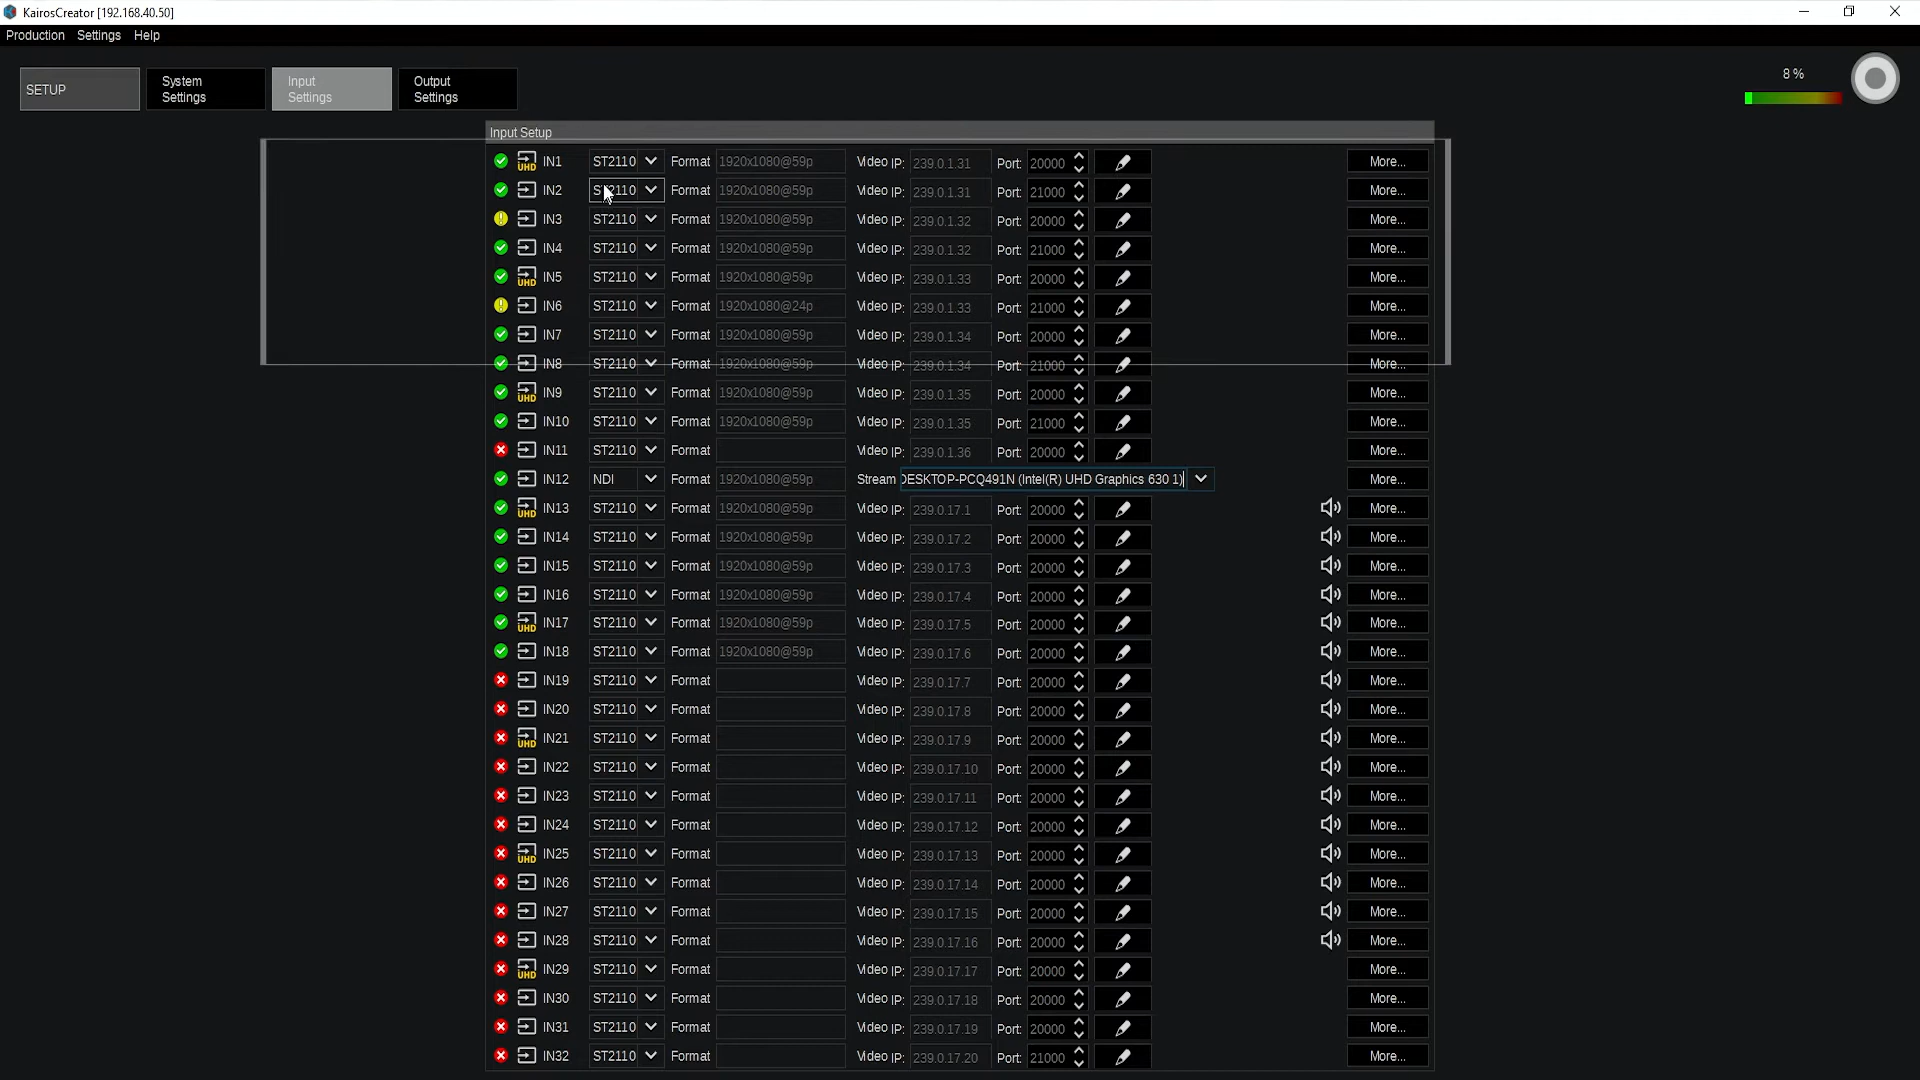 KairosCreator [192.168.40.50]
Production Settings Help
SETUP
System Settings
Input Settings
Output Settings
8 %
Input Setup
UHD IN1 ST2110 Format 1920x1080@59p Video IP: 239.0.1.31 Port: 20000 More...
IN2 ST2110 Format 1920x1080@59p Video IP: 239.0.1.31 Port: 21000 More...
IN3 ST2110 Format 1920x1080@59p Video IP: 239.0.1.32 Port: 20000 More...
IN4 ST2110 Format 1920x1080@59p Video IP: 239.0.1.32 Port: 21000 More...
UHD IN5 ST2110 Format 1920x1080@59p Video IP: 239.0.1.33 Port: 20000 More...
IN6 ST2110 Format 1920x1080@24p Video IP: 239.0.1.33 Port: 21000 More...
IN7 ST2110 Format 1920x1080@59p Video IP: 239.0.1.34 Port: 20000 More...
IN8 ST2110 Format 1920x1080@59p Video IP: 239.0.1.34 Port: 21000 More...
UHD IN9 ST2110 Format 1920x1080@59p Video IP: 239.0.1.35 Port: 20000 More...
IN10 ST2110 Format 1920x1080@59p Video IP: 239.0.1.35 Port: 21000 More...
IN11 ST2110 Format Video IP: 239.0.1.36 Port: 20000 More...
IN12 NDI Format 1920x1080@59p Stream DESKTOP-PCQ491N (Intel(R) UHD Graphics 630 1) More...
UHD IN13 ST2110 Format 1920x1080@59p Video IP: 239.0.17.1 Port: 20000 More...
IN14 ST2110 Format 1920x1080@59p Video IP: 239.0.17.2 Port: 20000 More...
IN15 ST2110 Format 1920x1080@59p Video IP: 239.0.17.3 Port: 20000 More...
IN16 ST2110 Format 1920x1080@59p Video IP: 239.0.17.4 Port: 20000 More...
UHD IN17 ST2110 Format 1920x1080@59p Video IP: 239.0.17.5 Port: 20000 More...
IN18 ST2110 Format 1920x1080@59p Video IP: 239.0.17.6 Port: 20000 More...
IN19 ST2110 Format Video IP: 239.0.17.7 Port: 20000 More...
IN20 ST2110 Format Video IP: 239.0.17.8 Port: 20000 More...
UHD IN21 ST2110 Format Video IP: 239.0.17.9 Port: 20000 More...
IN22 ST2110 Format Video IP: 239.0.17.10 Port: 20000 More...
IN23 ST2110 Format Video IP: 239.0.17.11 Port: 20000 More...
IN24 ST2110 Format Video IP: 239.0.17.12 Port: 20000 More...
UHD IN25 ST2110 Format Video IP: 239.0.17.13 Port: 20000 More...
IN26 ST2110 Format Video IP: 239.0.17.14 Port: 20000 More...
IN27 ST2110 Format Video IP: 239.0.17.15 Port: 20000 More...
IN28 ST2110 Format Video IP: 239.0.17.16 Port: 20000 More...
UHD IN29 ST2110 Format Video IP: 239.0.17.17 Port: 20000 More...
IN30 ST2110 Format Video IP: 239.0.17.18 Port: 20000 More...
IN31 ST2110 Format Video IP: 239.0.17.19 Port: 20000 More...
IN32 ST2110 Format Video IP: 239.0.17.20 Port: 21000 More...